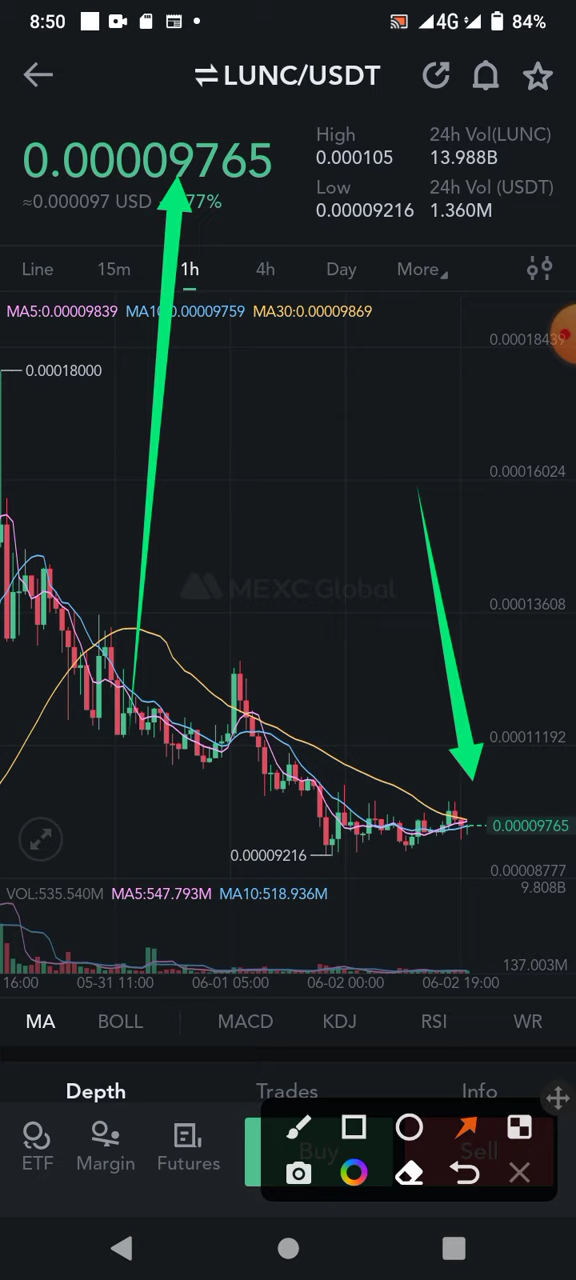 8:50 4G 84%
LUNC/USDT
0.00009765
≈0.000097 USD 77%
High
0.000105
24h Vol(LUNC)
13.988B
Low
0.00009216
24h Vol (USDT)
1.360M
Line 15m 1h 4h Day More
MA5:0.00009839 MA10:0.00009759 MA30:0.00009869
0.00018439
0.00018000
0.00016024
MEXC Global
0.00013608
0.00011192
0.00009765
0.00009216
0.00008777
VOL:535.540M MA5:547.793M MA10:518.936M
9.808B
137.003M
16:00 05-31 11:00 06-01 05:00 06-02 00:00 06-02 19:00
MA BOLL MACD KDJ RSI WR
Depth Trades Info
ETF Margin Futures Buy Sell